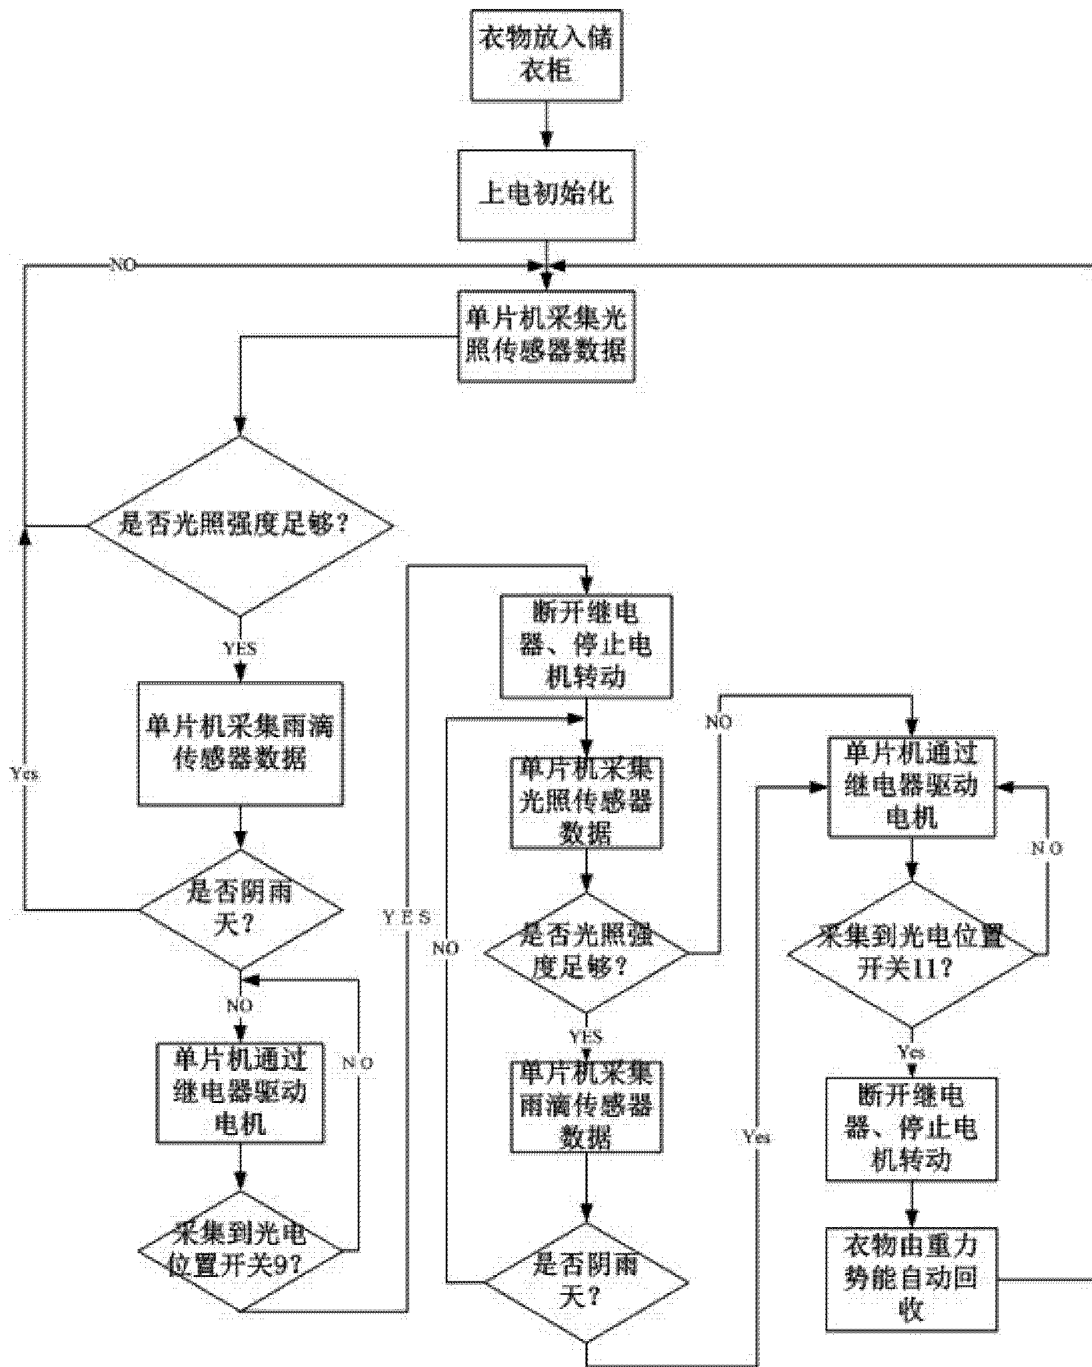 衣物放入储
衣柜
上电初始化
NO
单片机采集光
照传感器数据
是否光照强度足够？
YES
单片机采集雨滴
传感器数据
Yes
是否阴雨
天？
NO
单片机通过
继电器驱动
电机
NO
采集到光电
位置开关9？
YES
断开继电
器、停止电
机转动
单片机采集
光照传感器
数据
是否光照强
度足够？
NO
NO
YES
单片机采集
雨滴传感器
数据
是否阴雨
天？
Yes
单片机通过
继电器驱动
电机
NO
采集到光电位置
开关11？
Yes
断开继电
器、停止电
机转动
衣物由重力
势能自动回
收